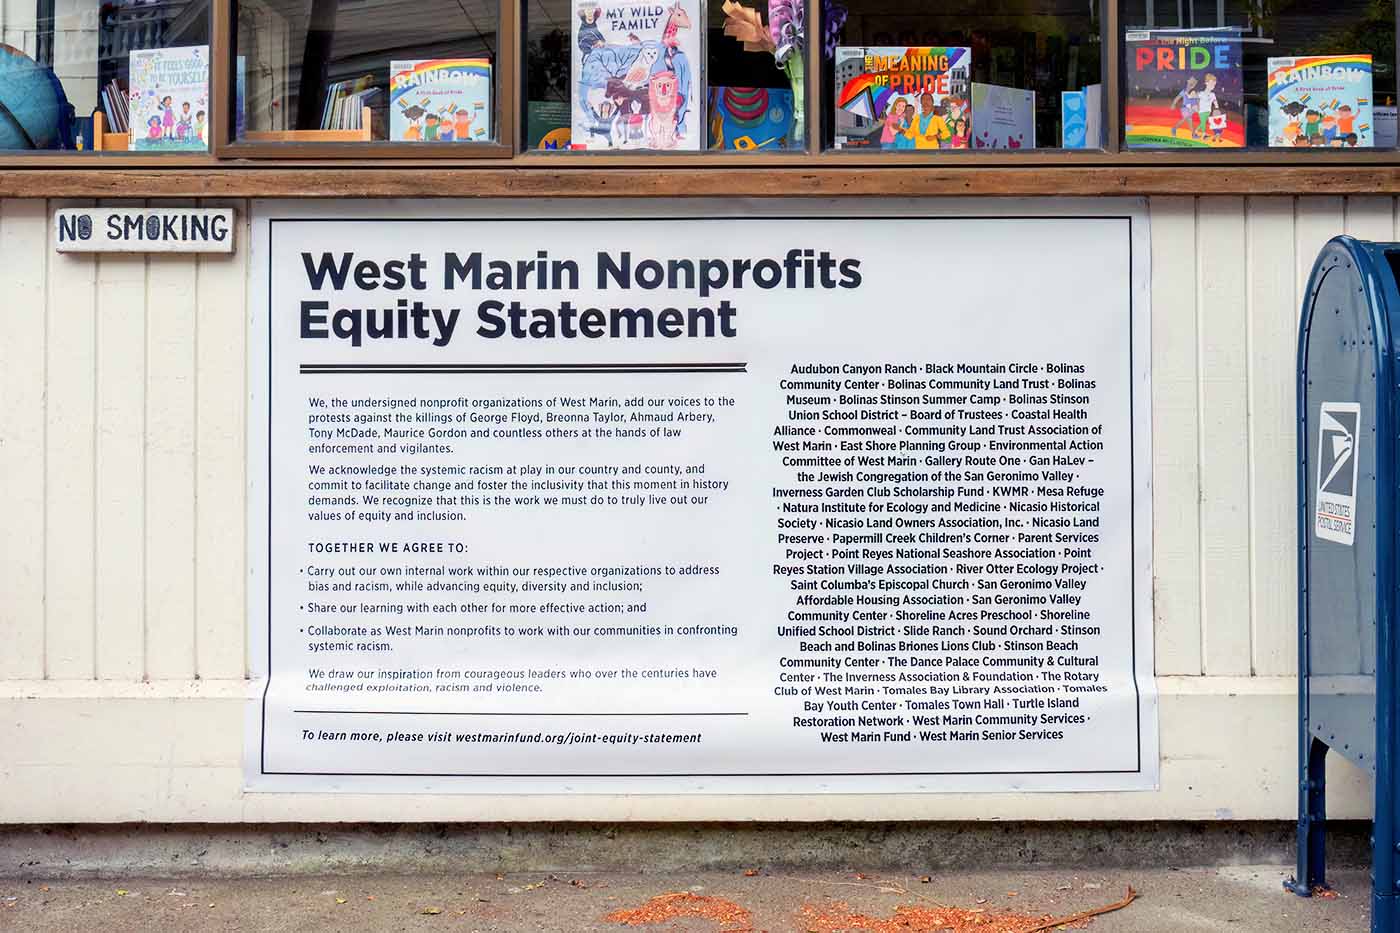 IT FEELS GOOD
TO BE YOURSELF
RAINBOW
A First Book of Pride
MY WILD
FAMILY
THE MEANING
OF PRIDE
the Night Before
PRIDE
RAINBOW
A First Book of Pride
NO SMOKING
West Marin Nonprofits
Equity Statement
We, the undersigned nonprofit organizations of West Marin, add our voices to the
protests against the killings of George Floyd, Breonna Taylor, Ahmaud Arbery,
Tony McDade, Maurice Gordon and countless others at the hands of law
enforcement and vigilantes.
We acknowledge the systemic racism at play in our country and county, and
commit to facilitate change and foster the inclusivity that this moment in history
demands. We recognize that this is the work we must do to truly live out our
values of equity and inclusion.
TOGETHER WE AGREE TO:
• Carry out our own internal work within our respective organizations to address
bias and racism, while advancing equity, diversity and inclusion;
• Share our learning with each other for more effective action; and
• Collaborate as West Marin nonprofits to work with our communities in confronting
systemic racism.
We draw our inspiration from courageous leaders who over the centuries have
challenged exploitation, racism and violence.
To learn more, please visit westmarinfund.org/joint-equity-statement
Audubon Canyon Ranch · Black Mountain Circle · Bolinas
Community Center · Bolinas Community Land Trust · Bolinas
Museum · Bolinas Stinson Summer Camp · Bolinas Stinson
Union School District – Board of Trustees · Coastal Health
Alliance · Commonweal · Community Land Trust Association of
West Marin · East Shore Planning Group · Environmental Action
Committee of West Marin · Gallery Route One · Gan HaLev –
the Jewish Congregation of the San Geronimo Valley ·
Inverness Garden Club Scholarship Fund · KWMR · Mesa Refuge
· Natura Institute for Ecology and Medicine · Nicasio Historical
Society · Nicasio Land Owners Association, Inc. · Nicasio Land
Preserve · Papermill Creek Children's Corner · Parent Services
Project · Point Reyes National Seashore Association · Point
Reyes Station Village Association · River Otter Ecology Project ·
Saint Columba's Episcopal Church · San Geronimo Valley
Affordable Housing Association · San Geronimo Valley
Community Center · Shoreline Acres Preschool · Shoreline
Unified School District · Slide Ranch · Sound Orchard · Stinson
Beach and Bolinas Briones Lions Club · Stinson Beach
Community Center · The Dance Palace Community & Cultural
Center · The Inverness Association & Foundation · The Rotary
Club of West Marin · Tomales Bay Library Association · Tomales
Bay Youth Center · Tomales Town Hall · Turtle Island
Restoration Network · West Marin Community Services ·
West Marin Fund · West Marin Senior Services
UNITED STATES
POSTAL SERVICE